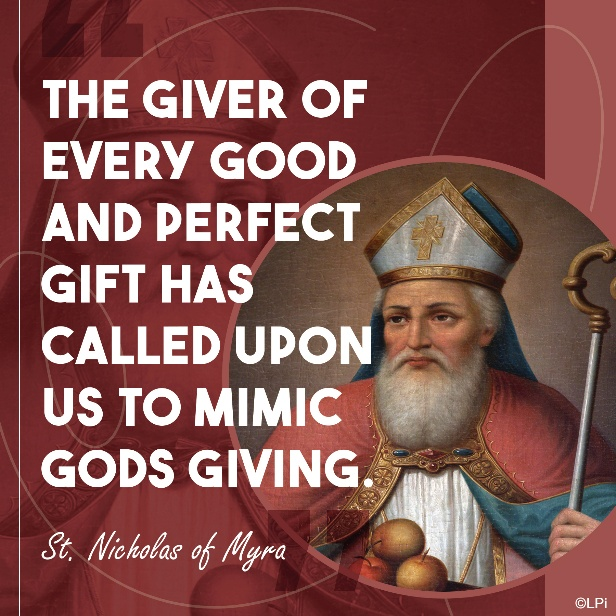 THE GIVER OF
EVERY GOOD
AND PERFECT
GIFT HAS
CALLED UPON
US TO MIMIC
GODS GIVING.
St. Nicholas of Myra
©LPi